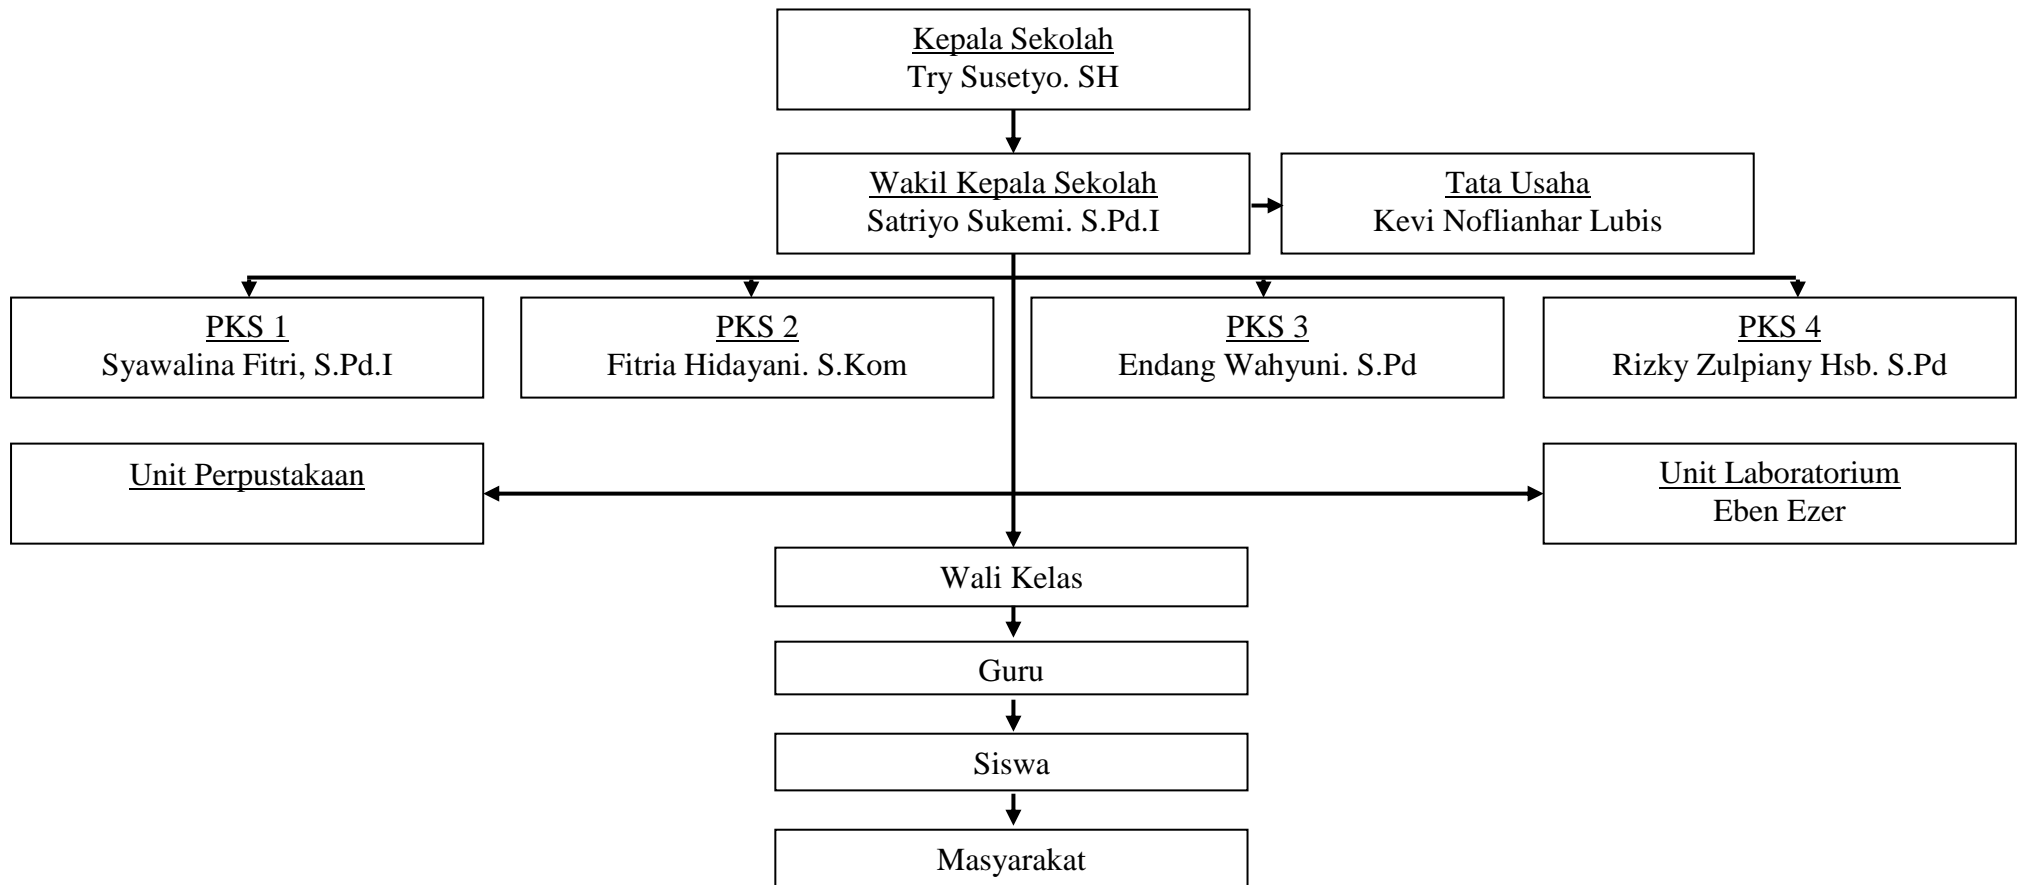 Kepala Sekolah
Try Susetyo. SH
Wakil Kepala Sekolah
Satriyo Sukemi. S.Pd.I
Tata Usaha
Kevi Noflianhar Lubis
PKS 1
Syawalina Fitri, S.Pd.I
PKS 2
Fitria Hidayani. S.Kom
PKS 3
Endang Wahyuni. S.Pd
PKS 4
Rizky Zulpiany Hsb. S.Pd
Unit Perpustakaan
Unit Laboratorium
Eben Ezer
Wali Kelas
Guru
Siswa
Masyarakat